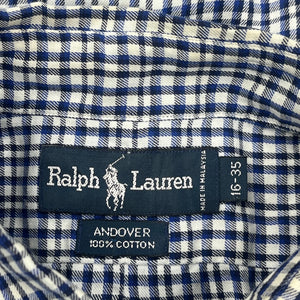 Ralph Lauren
MADE IN MALAYSIA
16-35
ANDOVER
100% COTTON